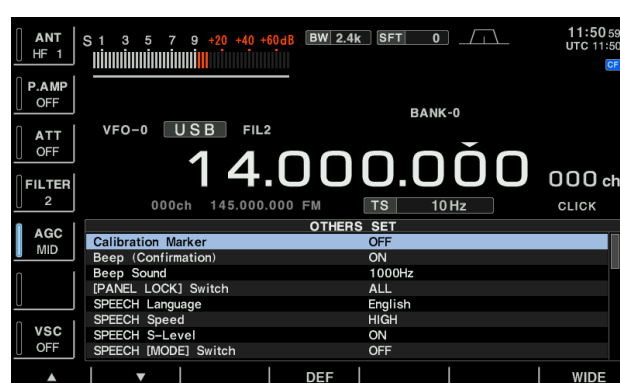 ANT
HF 1
S 1 3 5 7 9 +20 +40 +60dB
BW 2.4k SFT 0
11:50 59
UTC 11:50
CF
P.AMP
OFF
BANK-0
ATT
OFF
VFO-0 USB FIL2
14.000.000 000 ch
FILTER
2
000ch 145.000.000 FM TS 10Hz CLICK
OTHERS SET
AGC
MID
Calibration Marker OFF
Beep (Confirmation) ON
Beep Sound 1000Hz
[PANEL LOCK] Switch ALL
SPEECH Language English
SPEECH Speed HIGH
VSC
OFF
SPEECH S-Level ON
SPEECH [MODE] Switch OFF
▲ ▼ DEF WIDE